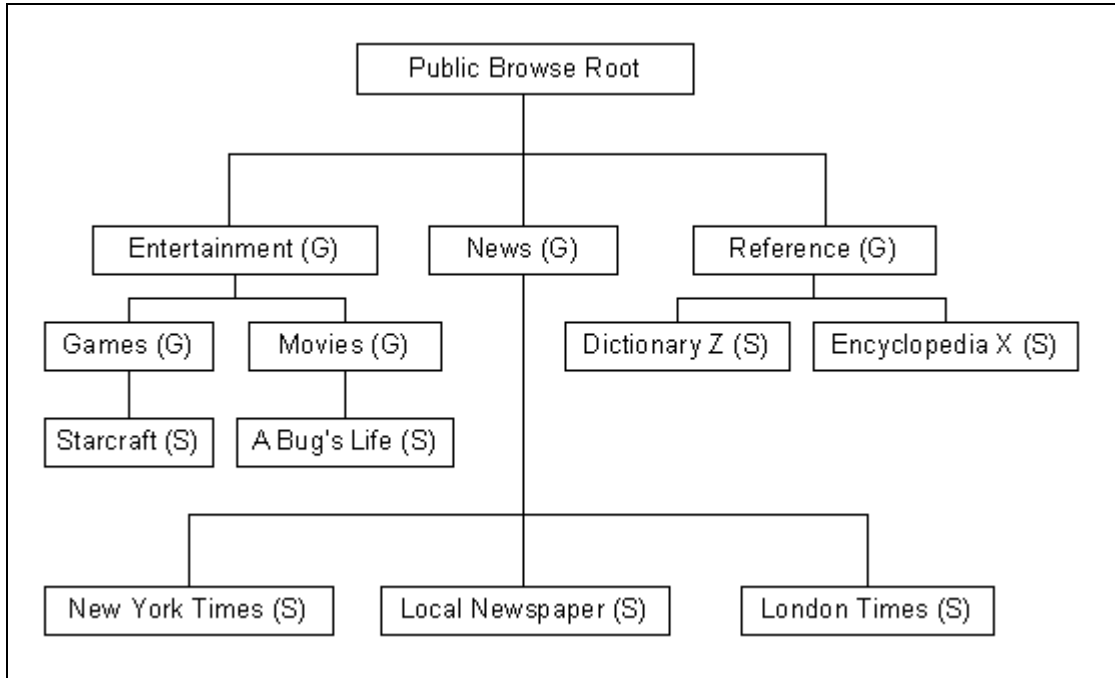 Public Browse Root
Entertainment (G)
News (G)
Reference (G)
Games (G)
Movies (G)
Dictionary Z (S)
Encyclopedia X (S)
Starcraft (S)
A Bug's Life (S)
New York Times (S)
Local Newspaper (S)
London Times (S)